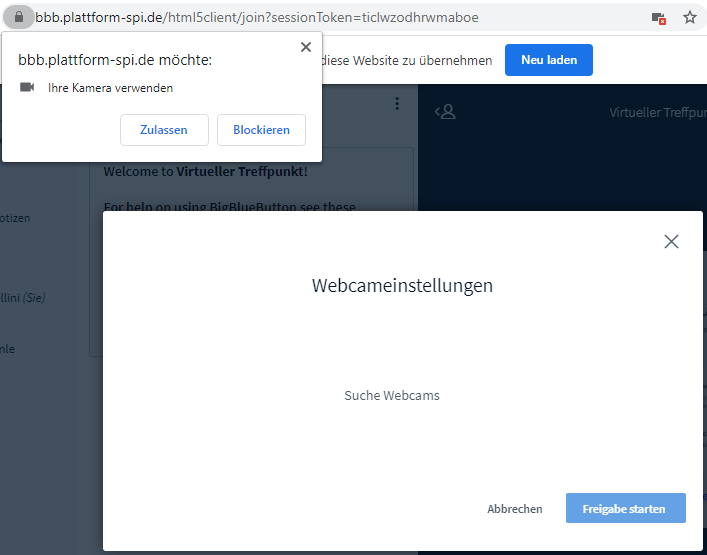 bbb.plattform-spi.de/html5client/join?sessionToken=ticlwzodhrwmaboe
bbb.plattform-spi.de möchte:
Ihre Kamera verwenden
Zulassen Blockieren
diese Website zu übernehmen Neu laden
Virtueller Treffpun
Welcome to Virtueller Treffpunkt!
For help on using BigBlueButton see these
otizen
llini (Sie)
nle
Webcameinstellungen
Suche Webcams
Abbrechen Freigabe starten